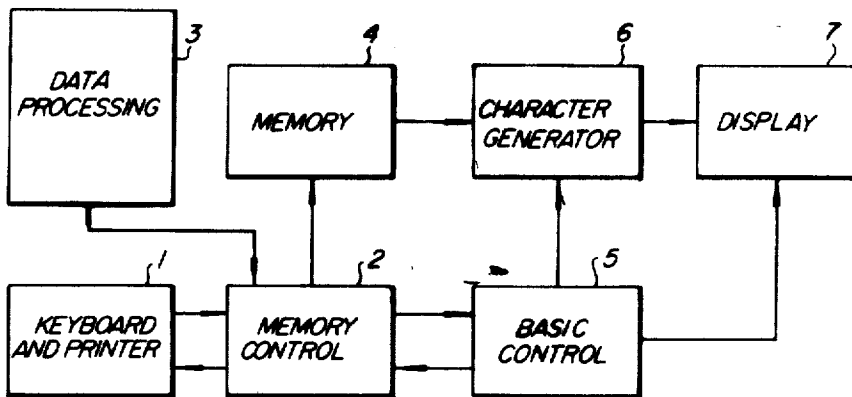 3
DATA
PROCESSING
4
MEMORY
6
CHARACTER
GENERATOR
7
DISPLAY
1
KEYBOARD
AND PRINTER
2
MEMORY
CONTROL
5
BASIC
CONTROL